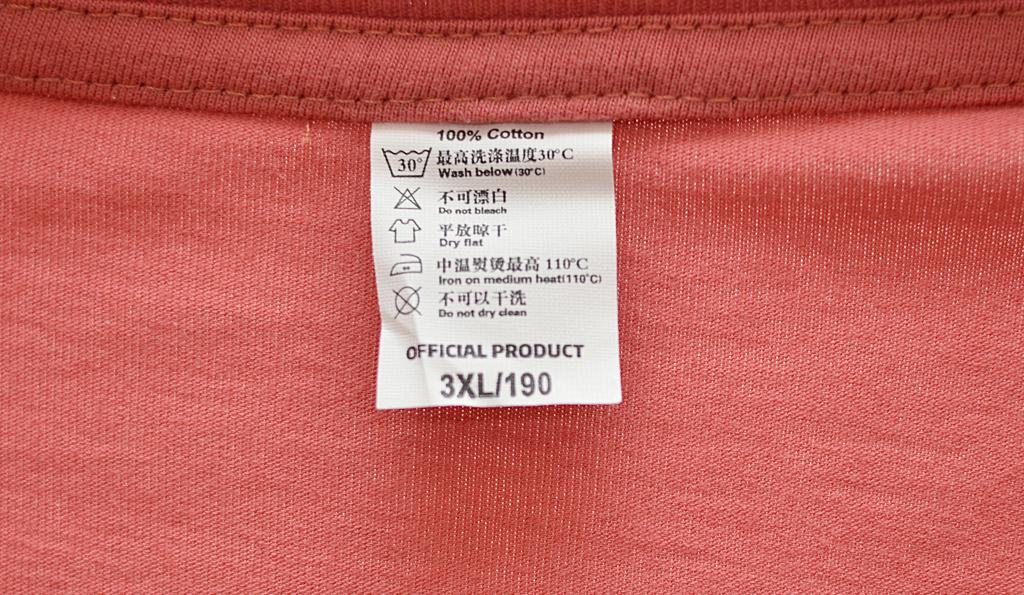 100% Cotton
30°
最高洗涤温度30°C
Wash below (30°C)
不可漂白
Do not bleach
平放晾干
Dry flat
中温熨烫最高 110°C
Iron on medium heat(110°C)
不可以干洗
Do not dry clean
OFFICIAL PRODUCT
3XL/190